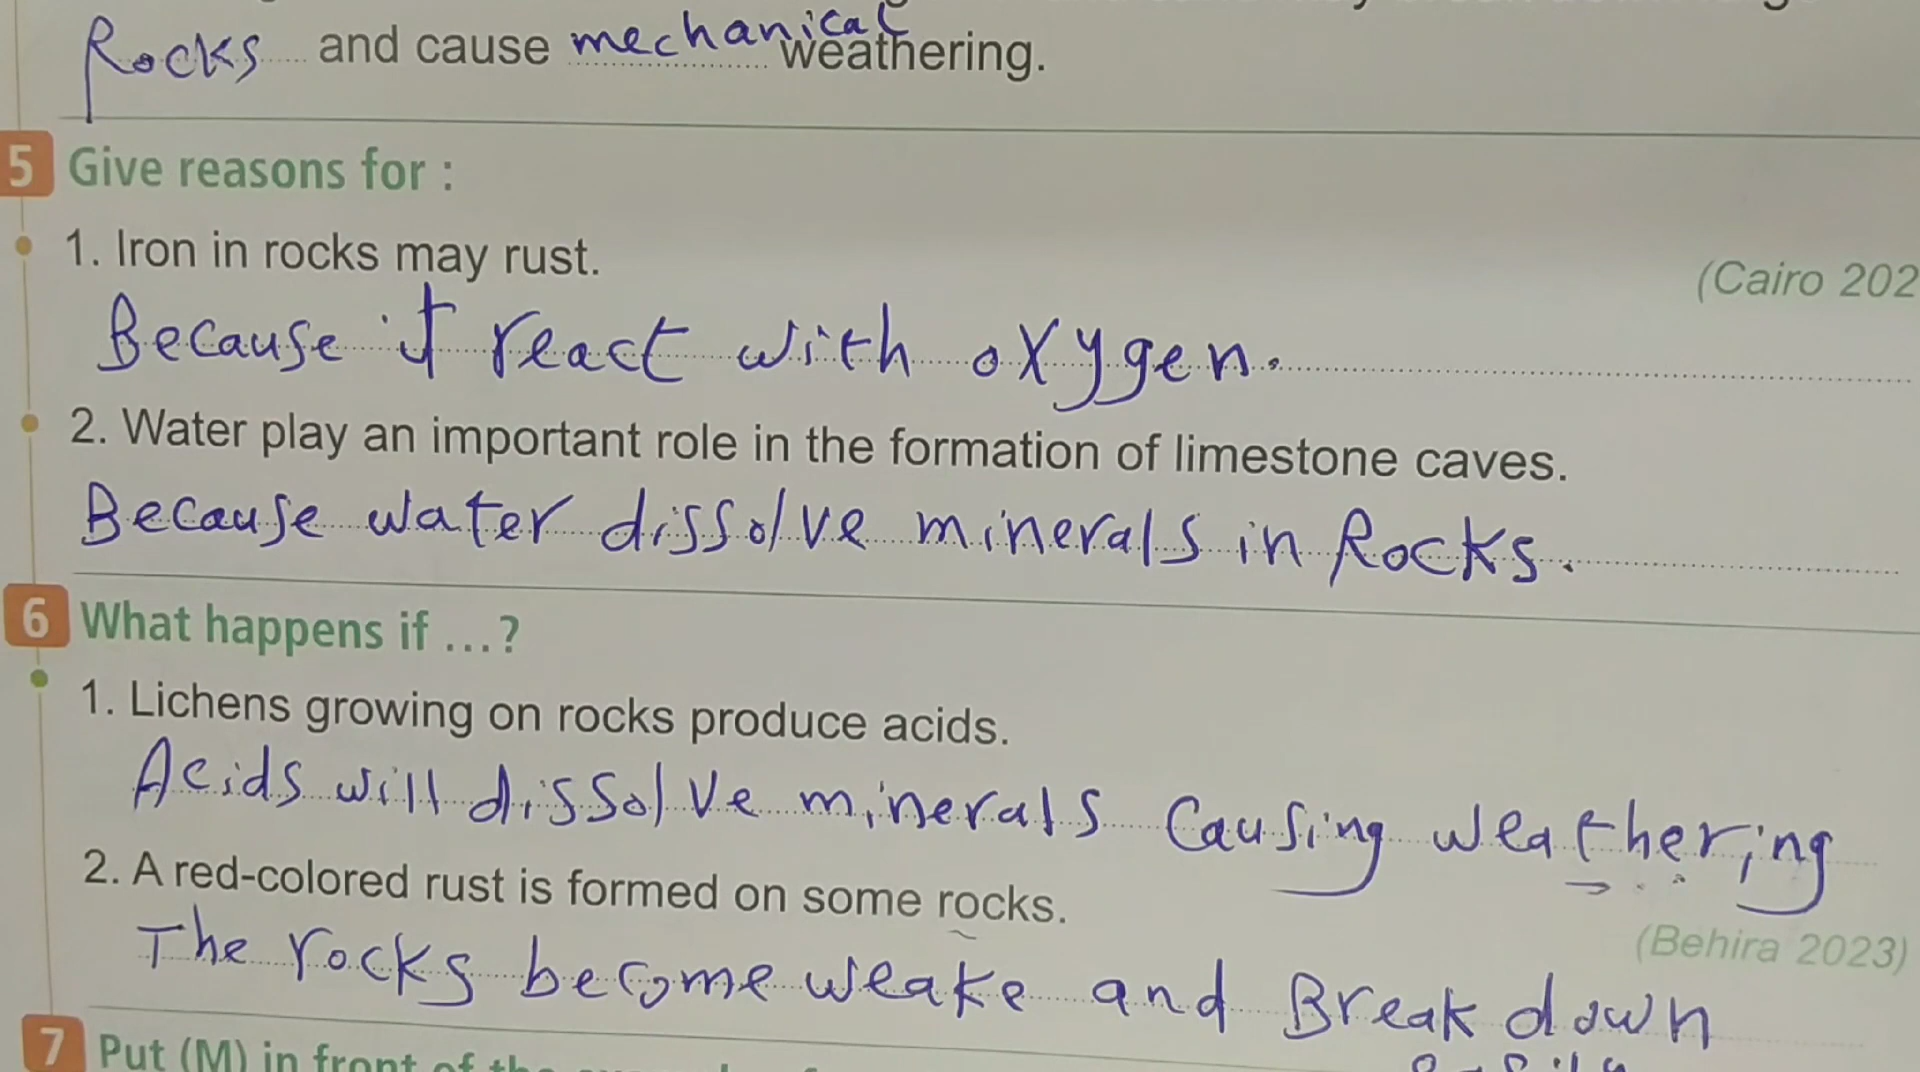 Rocks and cause mechanical weathering.
5 Give reasons for :
1. Iron in rocks may rust.
(Cairo 202
Because it react with oxygen.
2. Water play an important role in the formation of limestone caves.
Because water dissolve minerals in Rocks.
6 What happens if ...?
1. Lichens growing on rocks produce acids.
Acids will dissolve minerals causing weathering
2. A red-colored rust is formed on some rocks.
(Behira 2023)
The rocks become weake and Break down
7 Put (M) in front of the